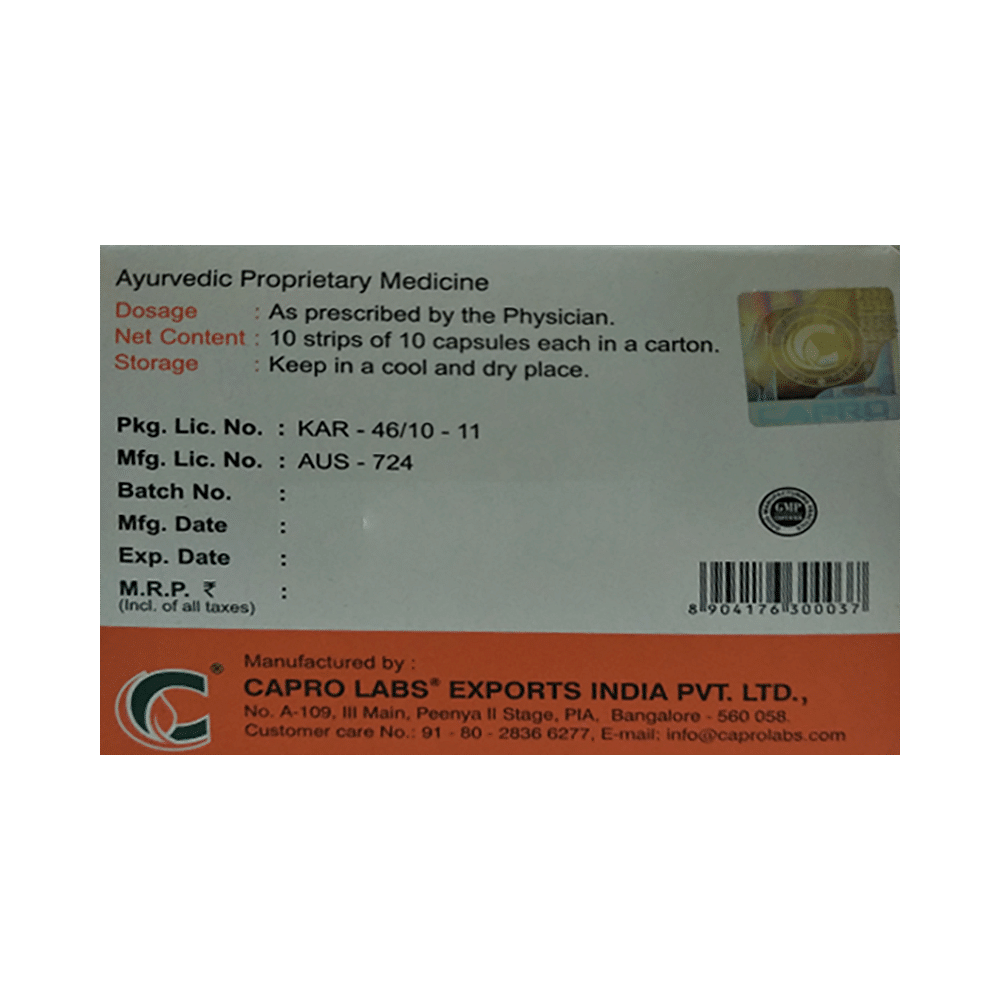 Ayurvedic Proprietary Medicine
Dosage : As prescribed by the Physician.
Net Content : 10 strips of 10 capsules each in a carton.
Storage : Keep in a cool and dry place.
CAPRO
Pkg. Lic. No. : KAR - 46/10 - 11
Mfg. Lic. No. : AUS - 724
Batch No. :
Mfg. Date :
Exp. Date :
M.R.P. ₹ :
(Incl. of all taxes)
GMP
8 904176 300037
Manufactured by :
CAPRO LABS® EXPORTS INDIA PVT. LTD.,
No. A-109, III Main, Peenya II Stage, PIA, Bangalore - 560 058.
Customer care No.: 91 - 80 - 2836 6277, E-mail: info@caprolabs.com